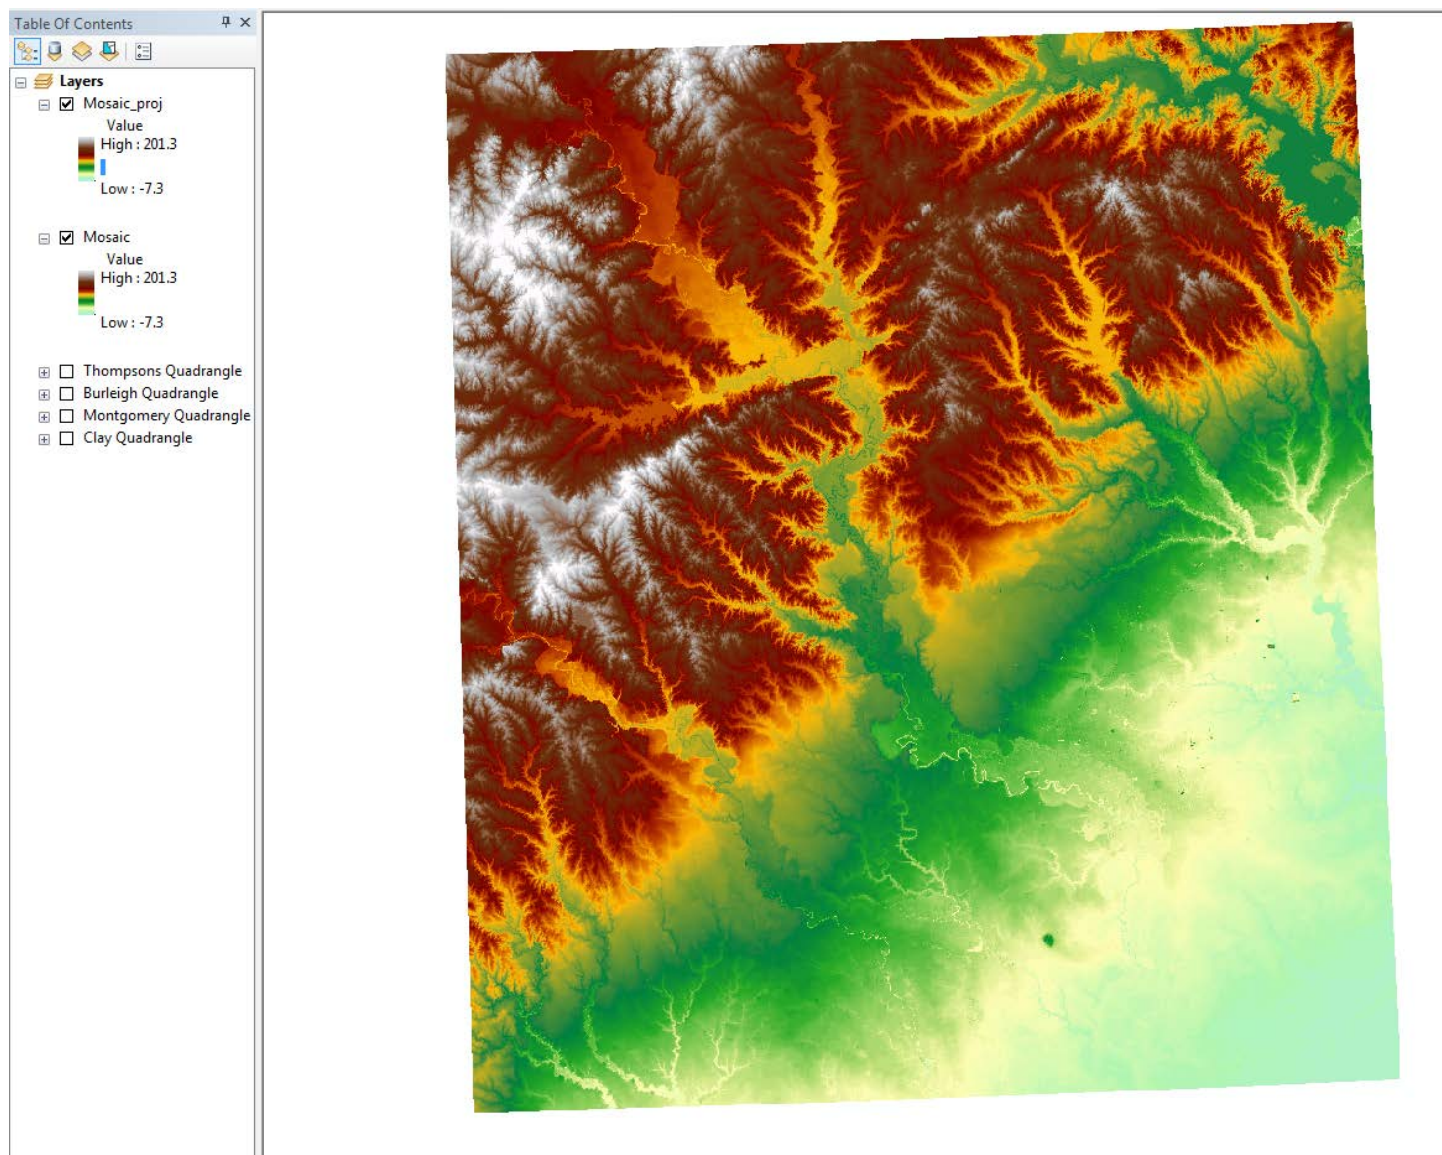 Table Of Contents
Layers
Mosaic_proj
Value
High : 201.3
Low : -7.3
Mosaic
Value
High : 201.3
Low : -7.3
Thompsons Quadrangle
Burleigh Quadrangle
Montgomery Quadrangle
Clay Quadrangle